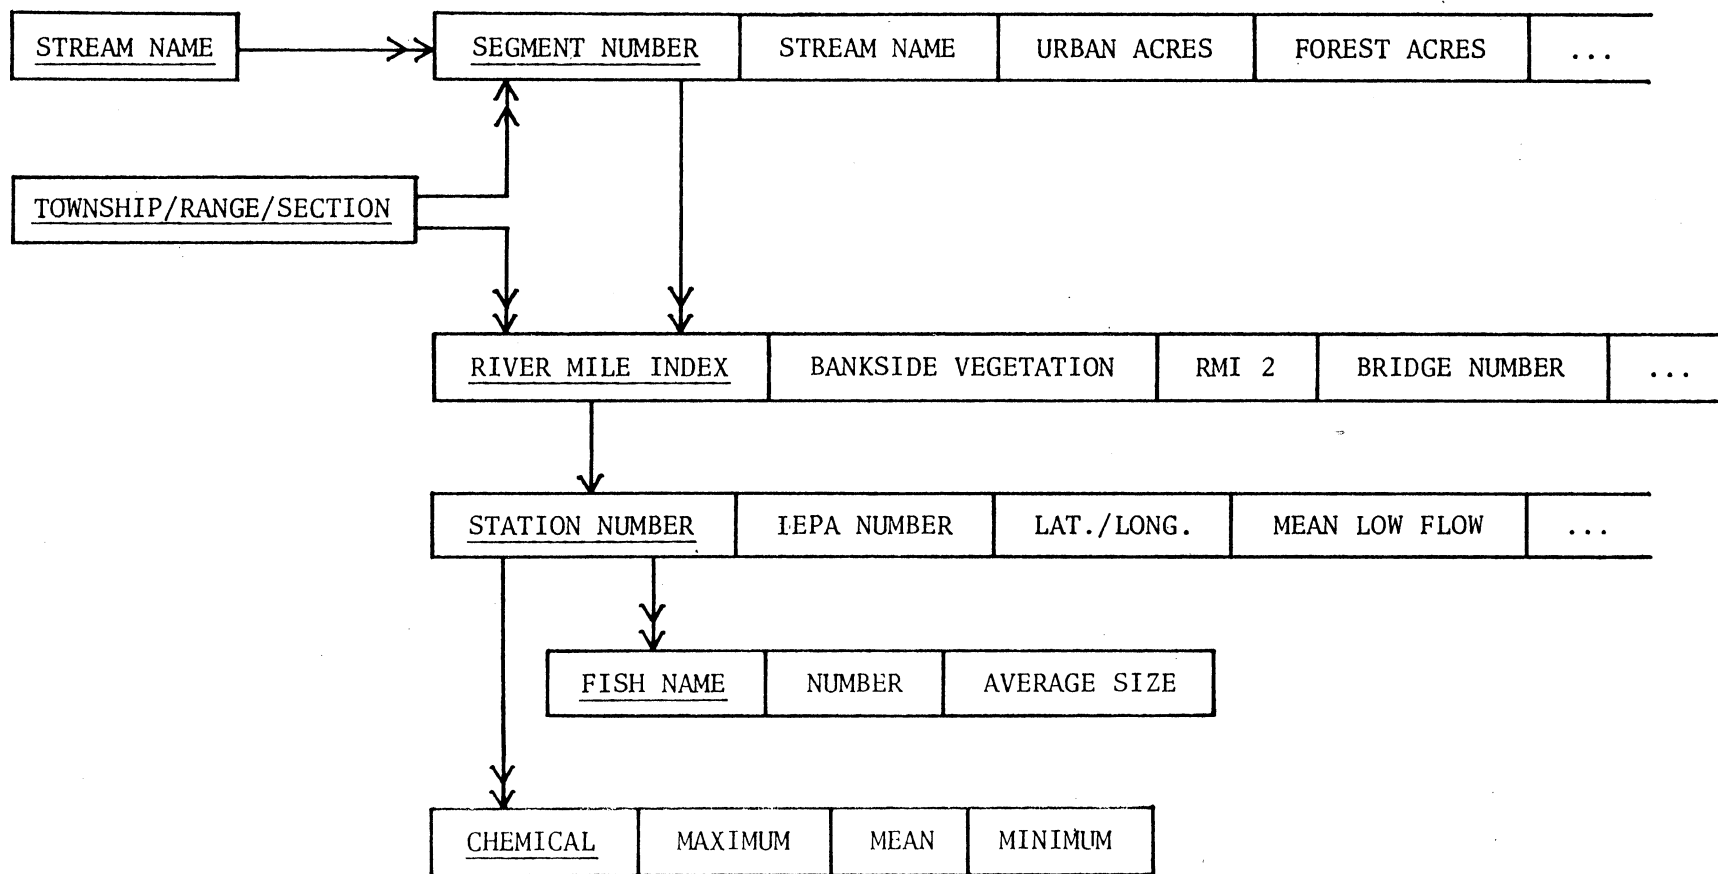 STREAM NAME
SEGMENT NUMBER STREAM NAME URBAN ACRES FOREST ACRES ...
TOWNSHIP/RANGE/SECTION
RIVER MILE INDEX BANKSIDE VEGETATION RMI 2 BRIDGE NUMBER ...
STATION NUMBER IEPA NUMBER LAT./LONG. MEAN LOW FLOW ...
FISH NAME NUMBER AVERAGE SIZE
CHEMICAL MAXIMUM MEAN MINIMUM